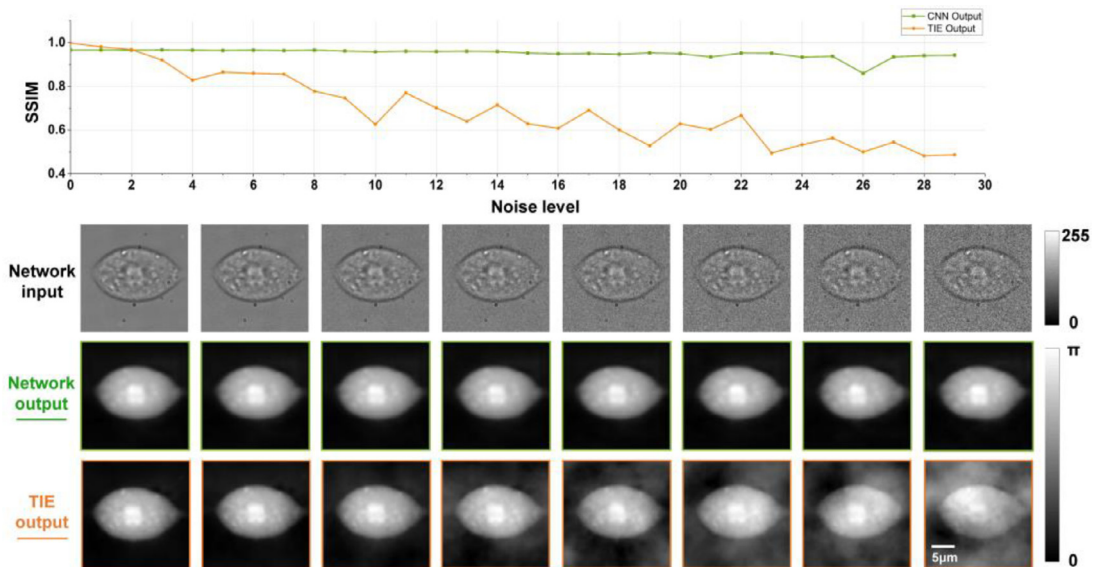 CNN Output
TIE Output
1.0
0.8
0.6
0.4
SSIM
0 2 4 6 8 10 12 14 16 18 20 22 24 26 28 30
Noise level
Network
input
255
0
Network
output
π
TIE
output
5μm
0